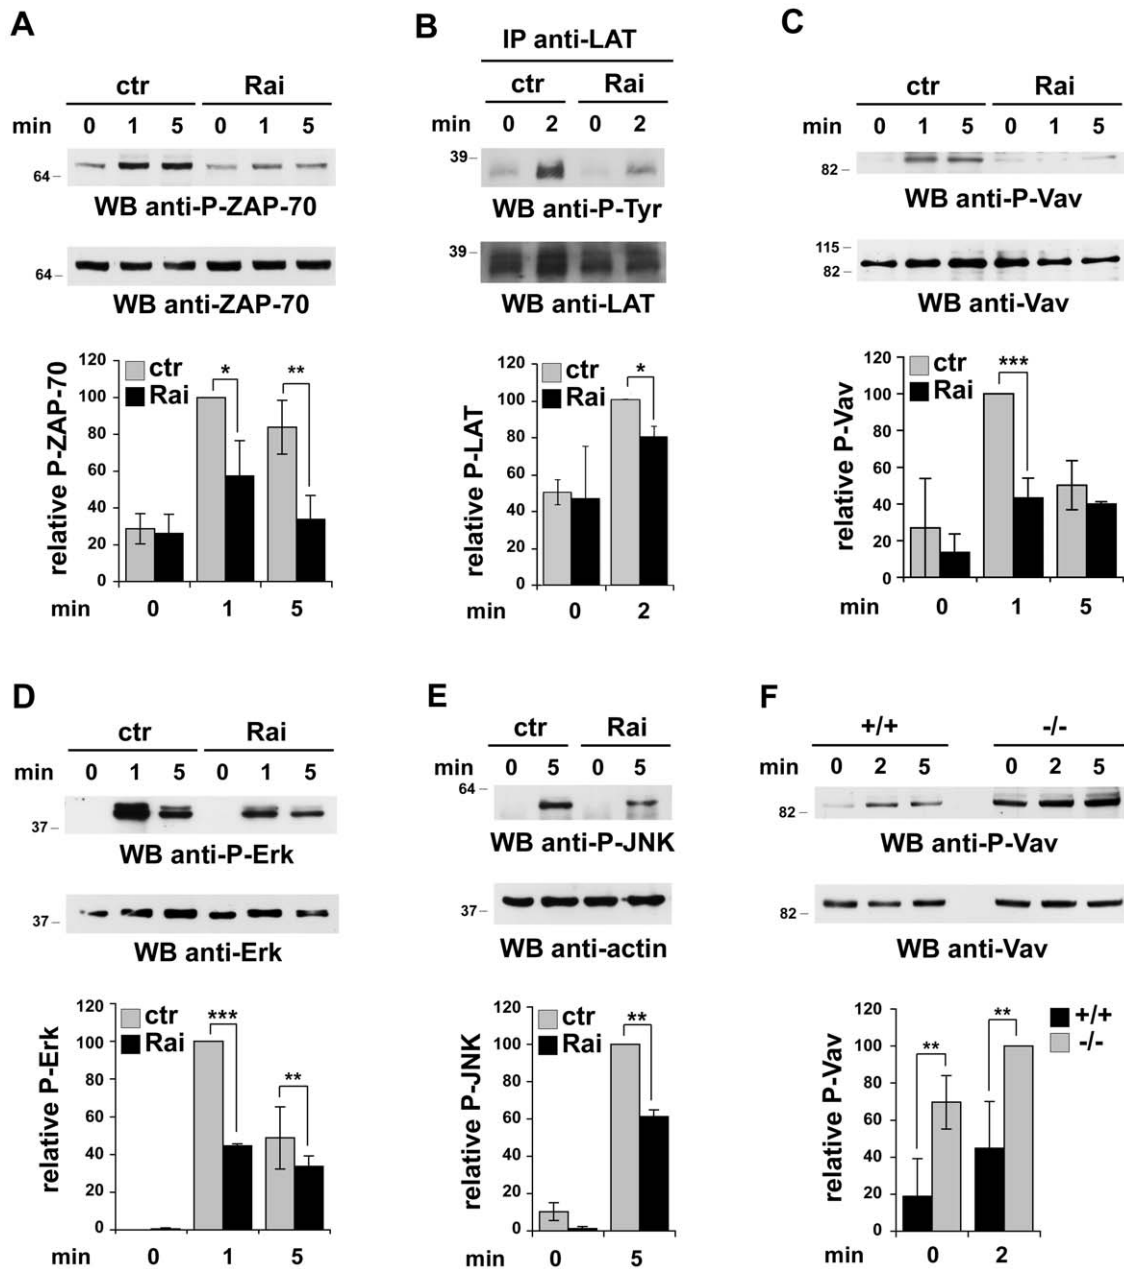 A
ctr Rai
min 0 1 5 0 1 5
64
WB anti-P-ZAP-70
64
WB anti-ZAP-70
relative P-ZAP-70
120
100
80
60
40
20
0
ctr
Rai
* **
min 0 1 5
B
IP anti-LAT
ctr Rai
min 0 2 0 2
39
WB anti-P-Tyr
39
WB anti-LAT
relative P-LAT
120
100
80
60
40
20
0
ctr
Rai
*
min 0 2
C
ctr Rai
min 0 1 5 0 1 5
82
WB anti-P-Vav
115
82
WB anti-Vav
relative P-Vav
120
100
80
60
40
20
0
ctr
Rai
***
min 0 1 5
D
ctr Rai
min 0 1 5 0 1 5
37
WB anti-P-Erk
37
WB anti-Erk
relative P-Erk
120
100
80
60
40
20
0
ctr
Rai
*** **
min 0 1 5
E
ctr Rai
min 0 5 0 5
64
WB anti-P-JNK
37
WB anti-actin
relative P-JNK
120
100
80
60
40
20
0
ctr
Rai
**
min 0 5
F
+/+ -/-
min 0 2 5 0 2 5
82
WB anti-P-Vav
82
WB anti-Vav
relative P-Vav
120
100
80
60
40
20
0
** **
+/+
-/-
min 0 2